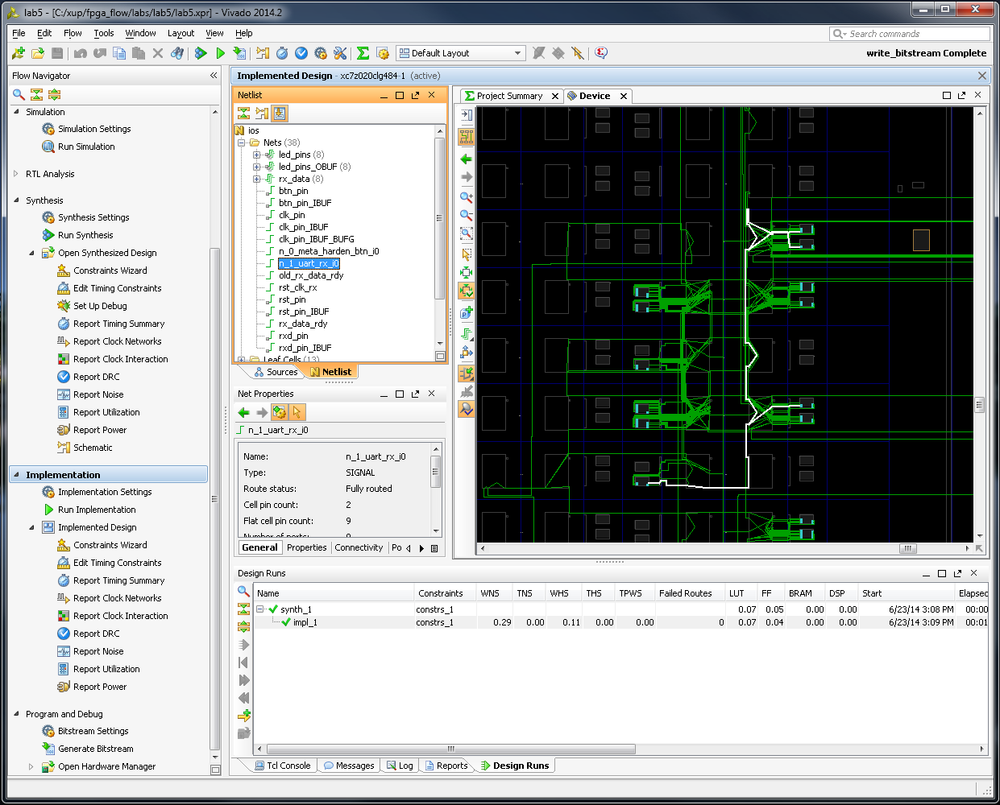 lab5 - [C:/xup/fpga_flow/labs/lab5/lab5.xpr] - Vivado 2014.2
File Edit Flow Tools Window Layout View Help
Search commands
Default Layout
write_bitstream Complete
Flow Navigator
Simulation
Simulation Settings
Run Simulation
RTL Analysis
Synthesis
Synthesis Settings
Run Synthesis
Open Synthesized Design
Constraints Wizard
Edit Timing Constraints
Set Up Debug
Report Timing Summary
Report Clock Networks
Report Clock Interaction
Report DRC
Report Noise
Report Utilization
Report Power
Schematic
Implementation
Implementation Settings
Run Implementation
Implemented Design
Constraints Wizard
Edit Timing Constraints
Report Timing Summary
Report Clock Networks
Report Clock Interaction
Report DRC
Report Noise
Report Utilization
Report Power
Program and Debug
Bitstream Settings
Generate Bitstream
Open Hardware Manager
Implemented Design - xc7z020clg484-1 (active)
Netlist
ios
Nets (38)
led_pins (8)
led_pins_OBUF (8)
rx_data (8)
btn_pin
btn_pin_IBUF
clk_pin
clk_pin_IBUF
clk_pin_IBUF_BUFG
n_0_meta_harden_btn_i0
n_1_uart_rx_i0
old_rx_data_rdy
rst_clk_rx
rst_pin
rst_pin_IBUF
rx_data_rdy
rxd_pin
rxd_pin_IBUF
Leaf Cells (13)
Sources Netlist
Net Properties
n_1_uart_rx_i0
Name: n_1_uart_rx_i0
Type: SIGNAL
Route status: Fully routed
Cell pin count: 2
Flat cell pin count: 9
Number of ports: 0
General Properties Connectivity Po
Project Summary Device
Design Runs
Name Constraints WNS TNS WHS THS TPWS Failed Routes LUT FF BRAM DSP Start Elapsed
synth_1 constrs_1 0.07 0.05 0.00 0.00 6/23/14 3:08 PM 00:00
impl_1 constrs_1 0.29 0.00 0.11 0.00 0.00 0 0.07 0.04 0.00 0.00 6/23/14 3:09 PM 00:01
Tcl Console Messages Log Reports Design Runs